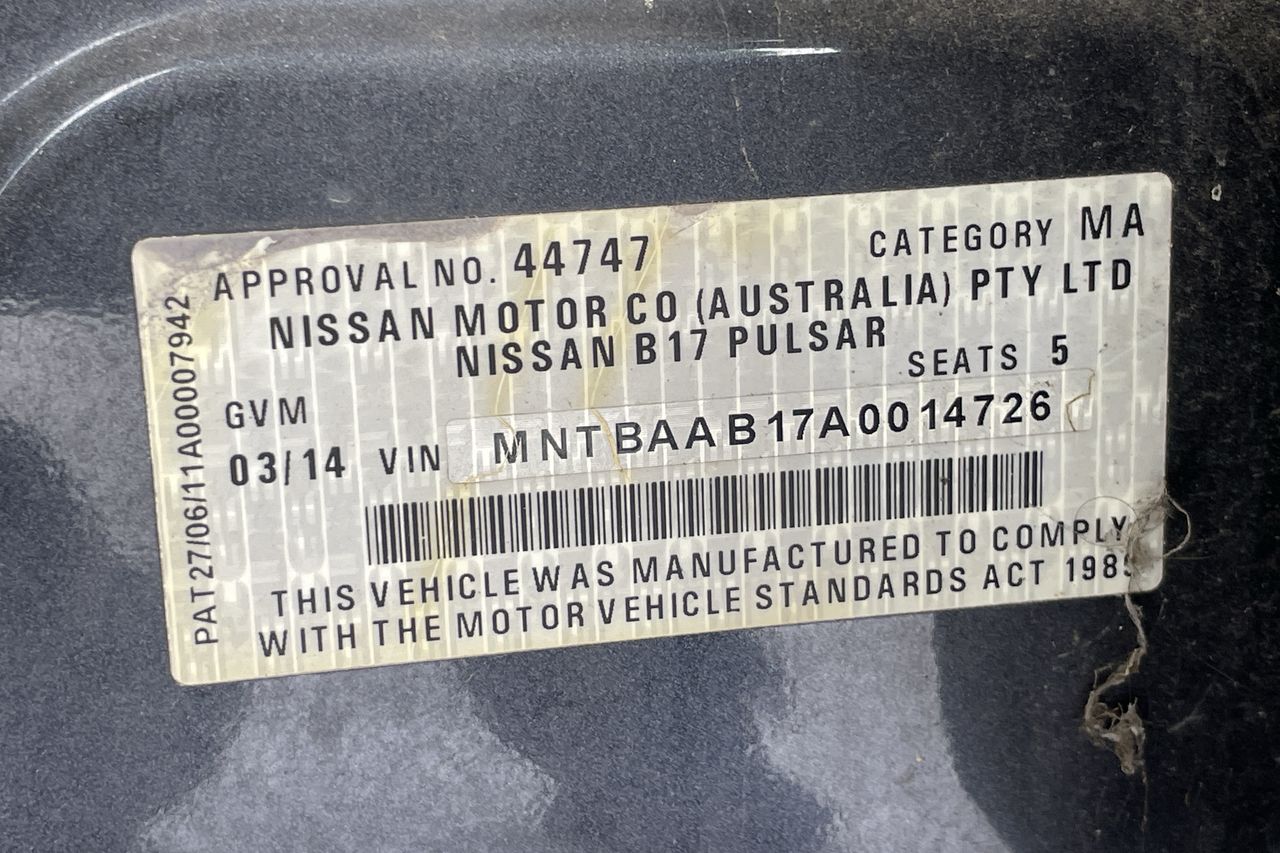 APPROVAL NO. 44747 CATEGORY MA
NISSAN MOTOR CO (AUSTRALIA) PTY LTD
NISSAN B17 PULSAR
SEATS 5
GVM
03/14 VIN MNTBAAB17A0014726
THIS VEHICLE WAS MANUFACTURED TO COMPLY
WITH THE MOTOR VEHICLE STANDARDS ACT
PAT27/06/11A00007942